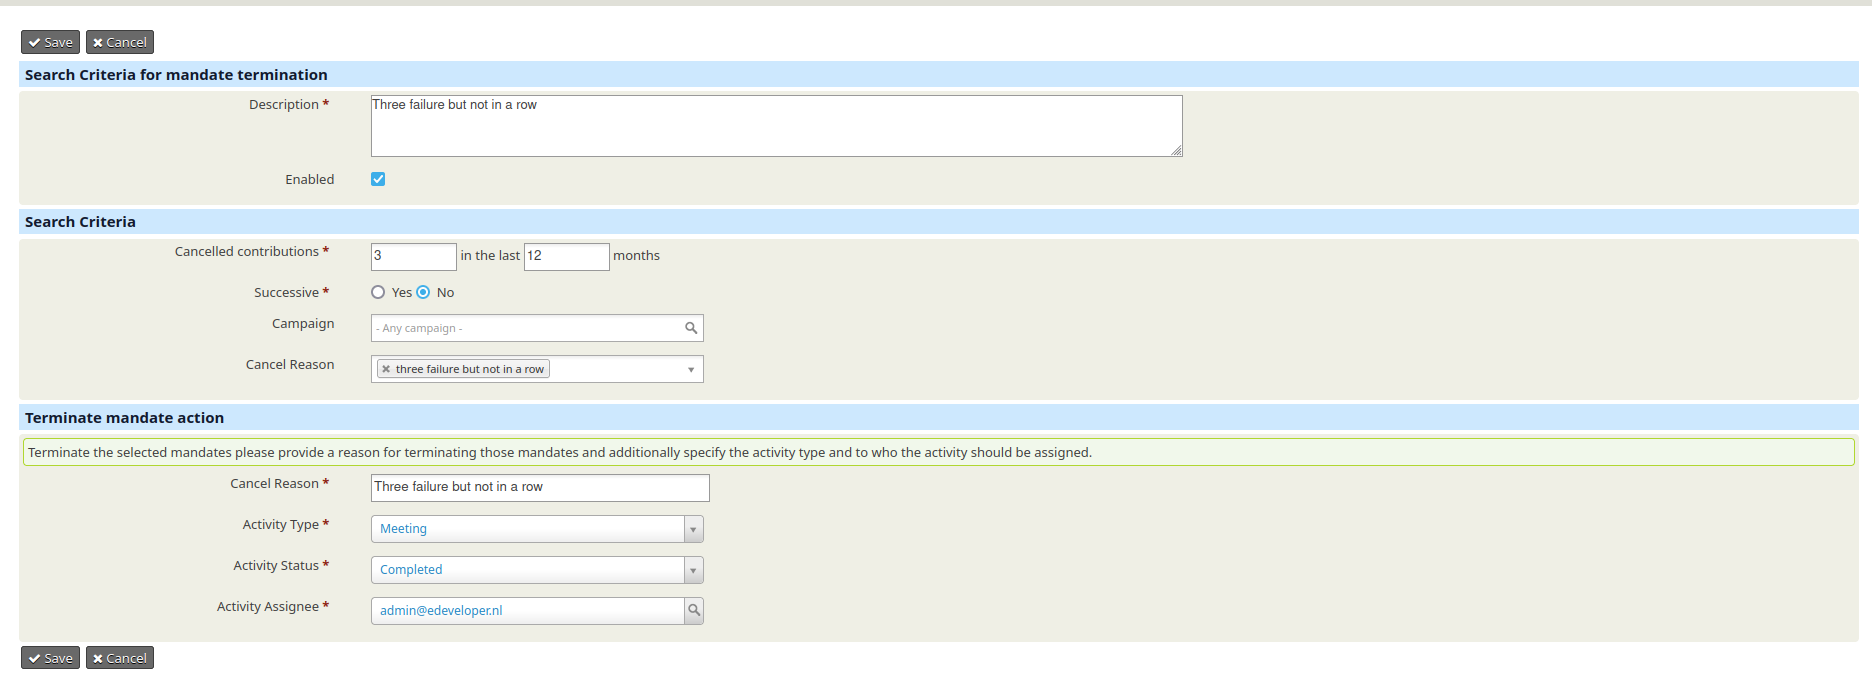 Save Cancel
Search Criteria for mandate termination
Description * Three failure but not in a row
Enabled
Search Criteria
Cancelled contributions * 3 in the last 12 months
Successive * Yes No
Campaign - Any campaign -
Cancel Reason three failure but not in a row
Terminate mandate action
Terminate the selected mandates please provide a reason for terminating those mandates and additionally specify the activity type and to who the activity should be assigned.
Cancel Reason * Three failure but not in a row
Activity Type * Meeting
Activity Status * Completed
Activity Assignee * admin@edeveloper.nl
Save Cancel